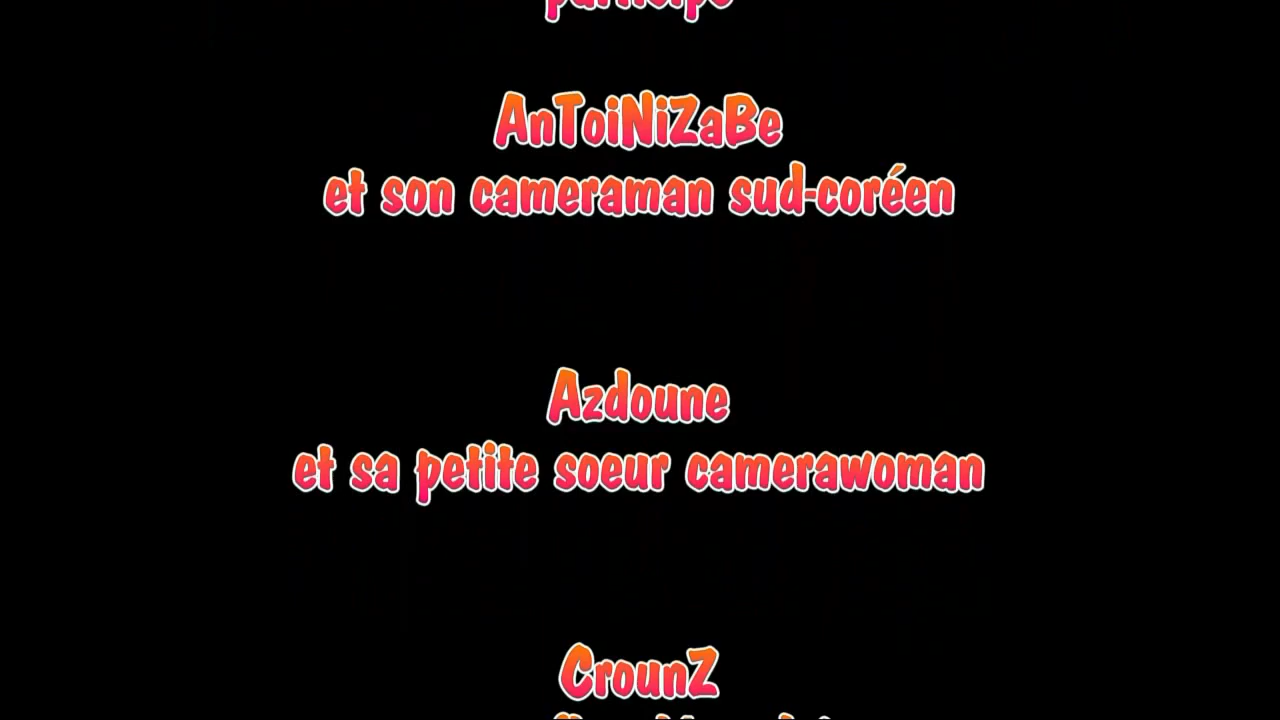 AnToiNiZaBe
et son cameraman sud-coréen
Azdoune
et sa petite soeur camerawoman
CrounZ